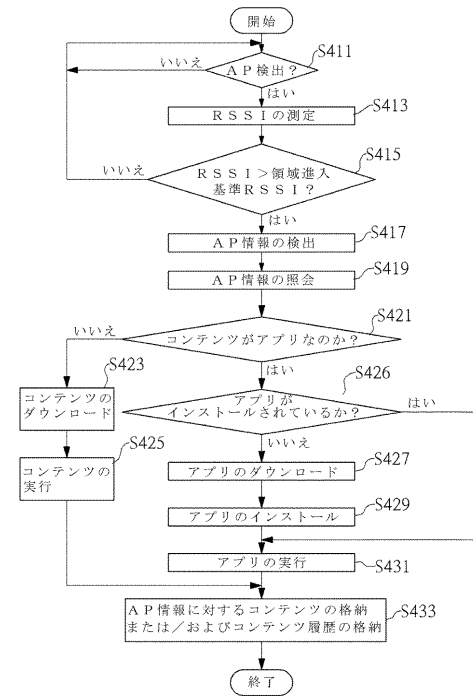 開始
S411
いいえ
AP検出？
はい
S413
RSSIの測定
S415
いいえ
RSSI＞領域進入
基準RSSI？
はい
S417
AP情報の検出
S419
AP情報の照会
S421
いいえ
コンテンツがアプリなのか？
S423
はい
S426
コンテンツの
ダウンロード
アプリが
インストールされているか？
はい
いいえ
S425
コンテンツの
実行
S427
アプリのダウンロード
S429
アプリのインストール
アプリの実行
S431
S433
AP情報に対するコンテンツの格納
または／およびコンテンツ履歴の格納
終了